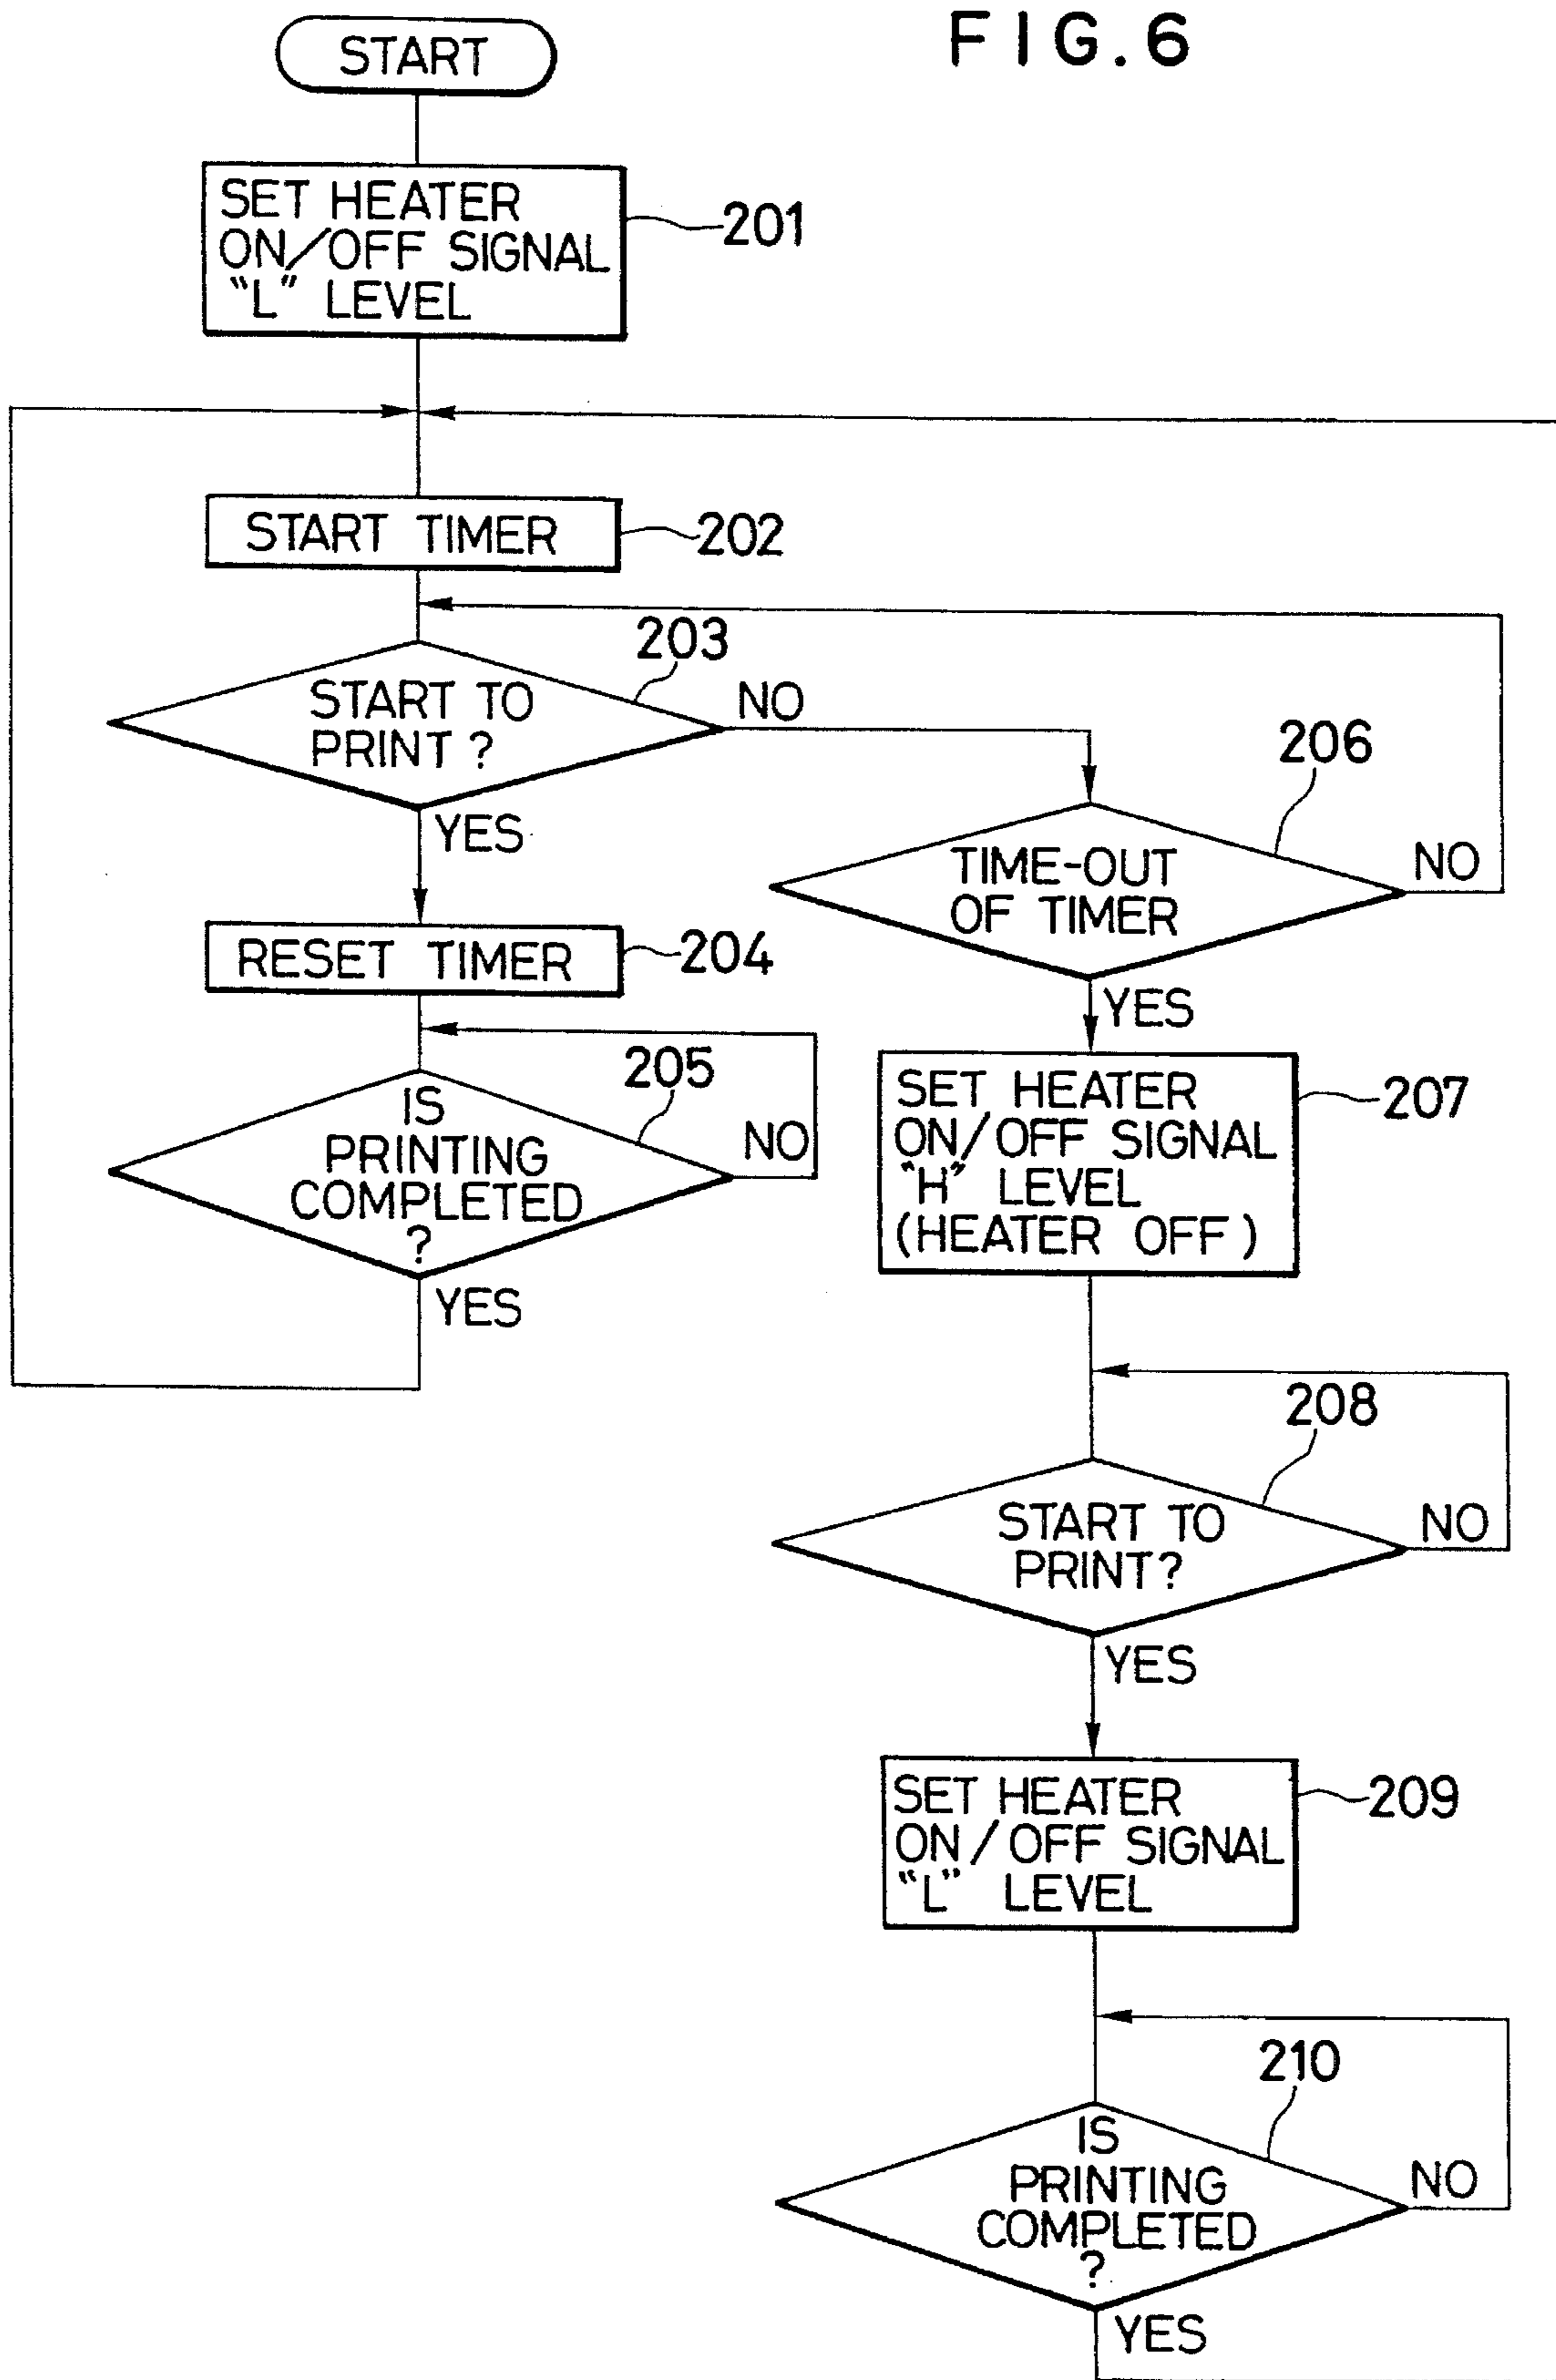 FIG.6
START
SET HEATER
ON/OFF SIGNAL
"L" LEVEL
201
START TIMER
202
203
START TO
PRINT?
NO
YES
206
TIME-OUT
OF TIMER
NO
YES
RESET TIMER
204
205
IS
PRINTING
COMPLETED
?
NO
YES
SET HEATER
ON/OFF SIGNAL
"H" LEVEL
(HEATER OFF)
207
208
START TO
PRINT?
NO
YES
SET HEATER
ON/OFF SIGNAL
"L" LEVEL
209
210
IS
PRINTING
COMPLETED
?
NO
YES